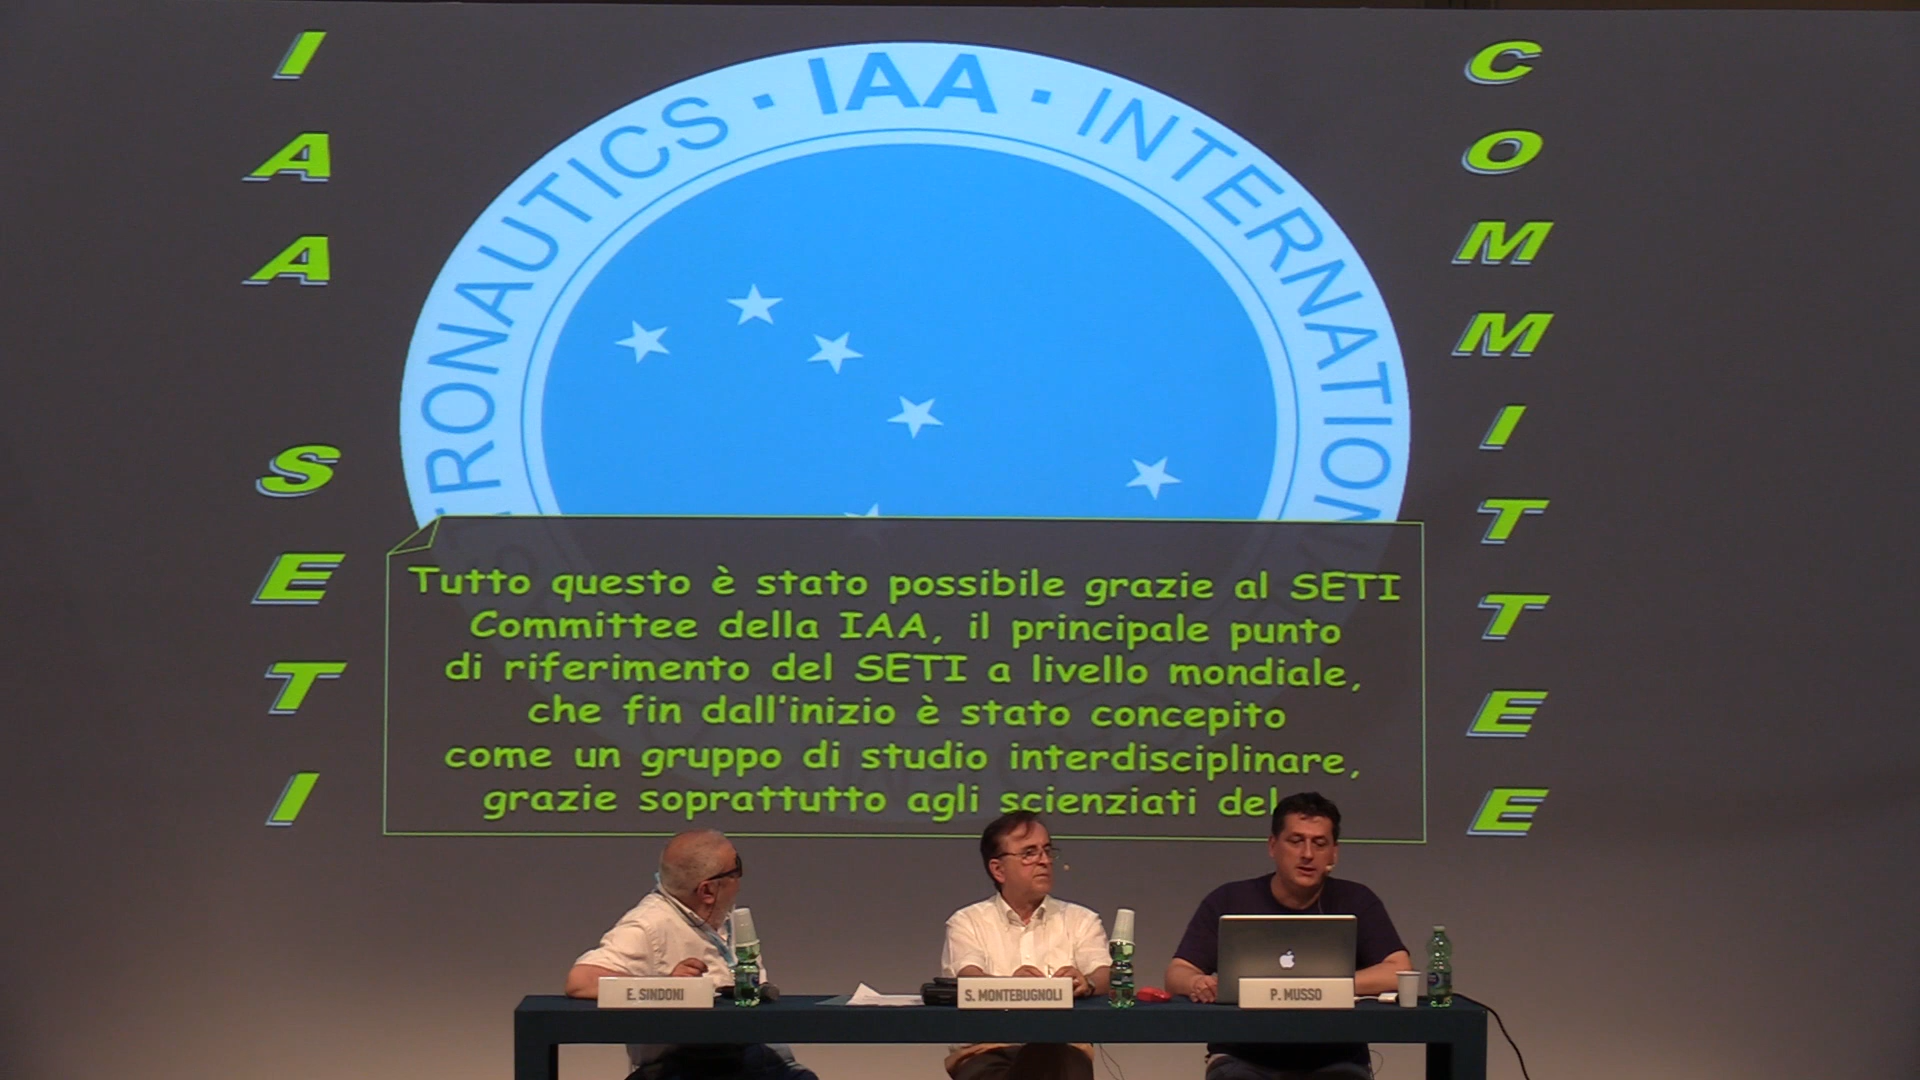 IAA SETI
COMMITTEE
RONAUTICS · IAA · INTERNATION
Tutto questo è stato possibile grazie al SETI
Committee della IAA, il principale punto
di riferimento del SETI a livello mondiale,
che fin dall'inizio è stato concepito
come un gruppo di studio interdisciplinare,
grazie soprattutto agli scienziati del
E. SINDONI
S. MONTEBUGNOLI
P. MUSSO